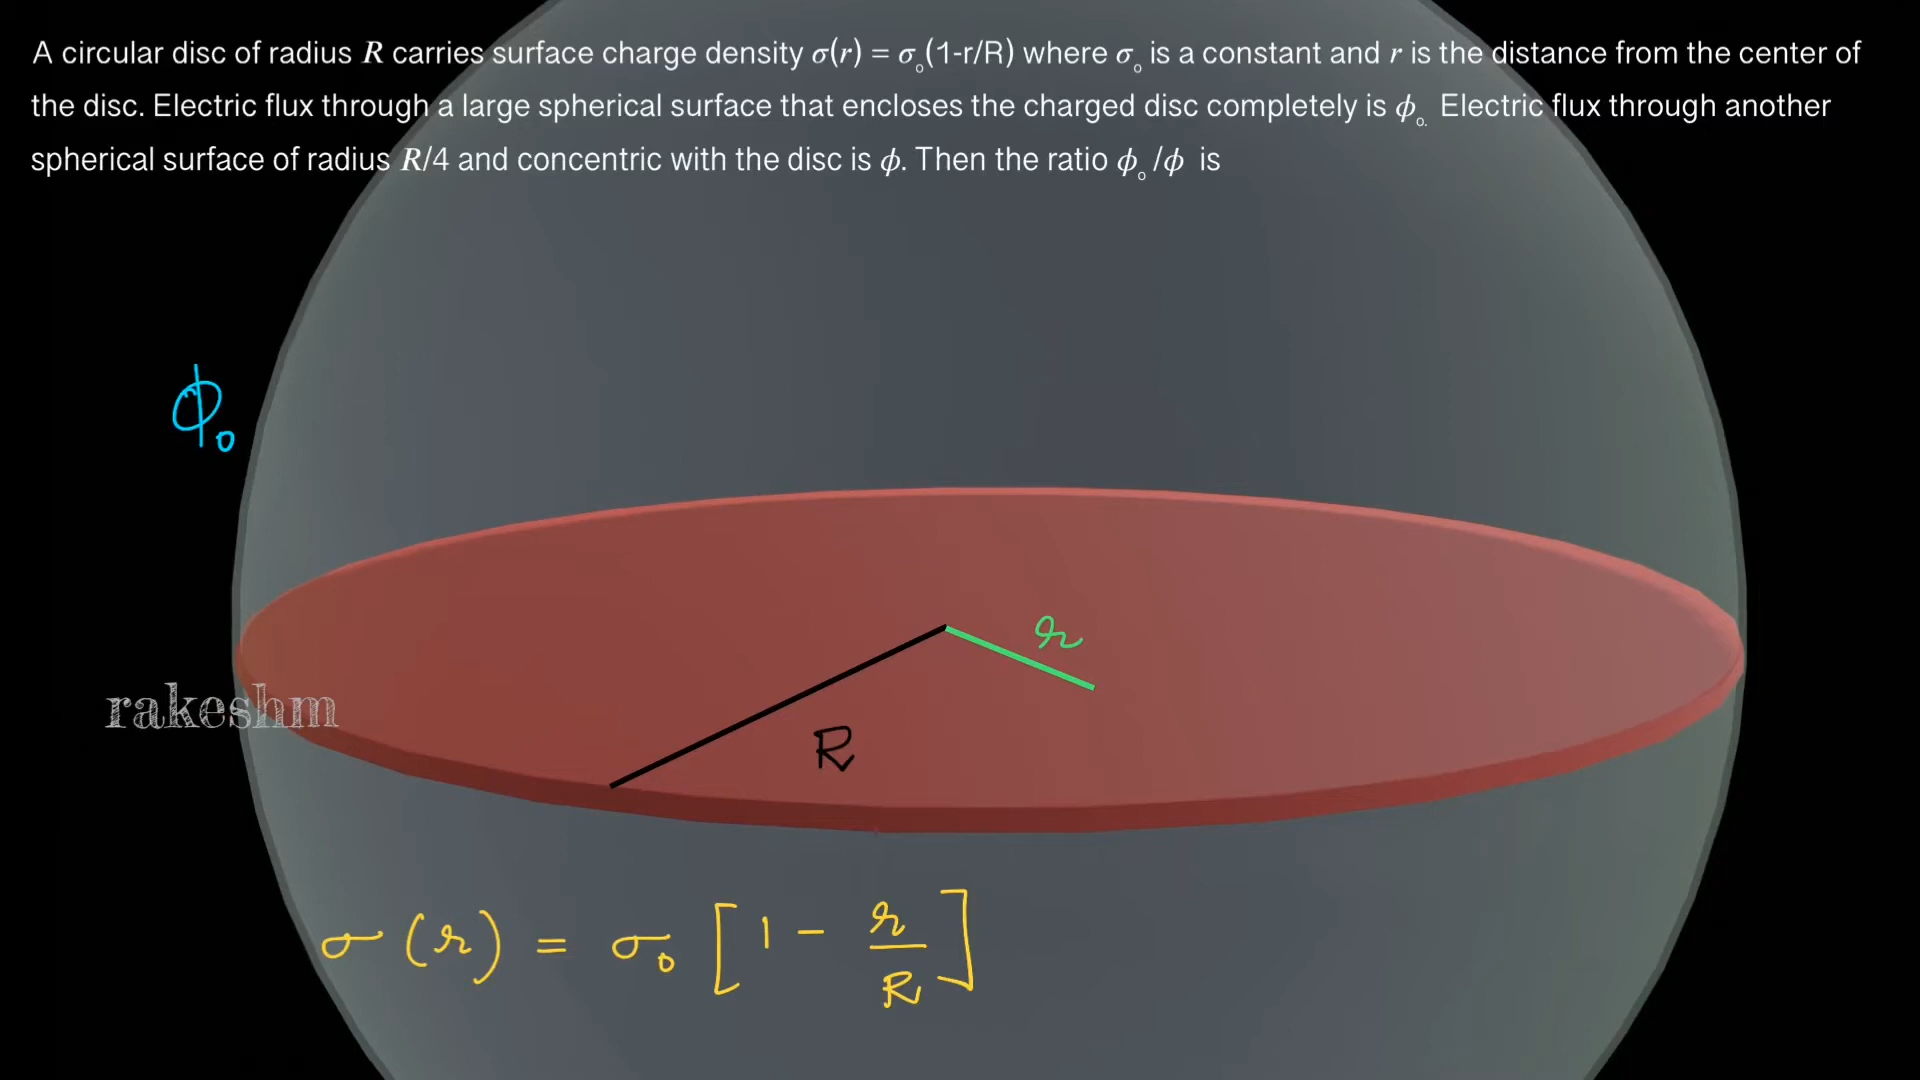 A circular disc of radius R carries surface charge density σ(r) = σ₀(1-r/R) where σ₀ is a constant and r is the distance from the center of
the disc. Electric flux through a large spherical surface that encloses the charged disc completely is ϕ₀. Electric flux through another
spherical surface of radius R/4 and concentric with the disc is ϕ. Then the ratio ϕ₀/ϕ is
ϕ₀
r
rakeshm
R
σ(r) = σ₀ [1 - r/R]